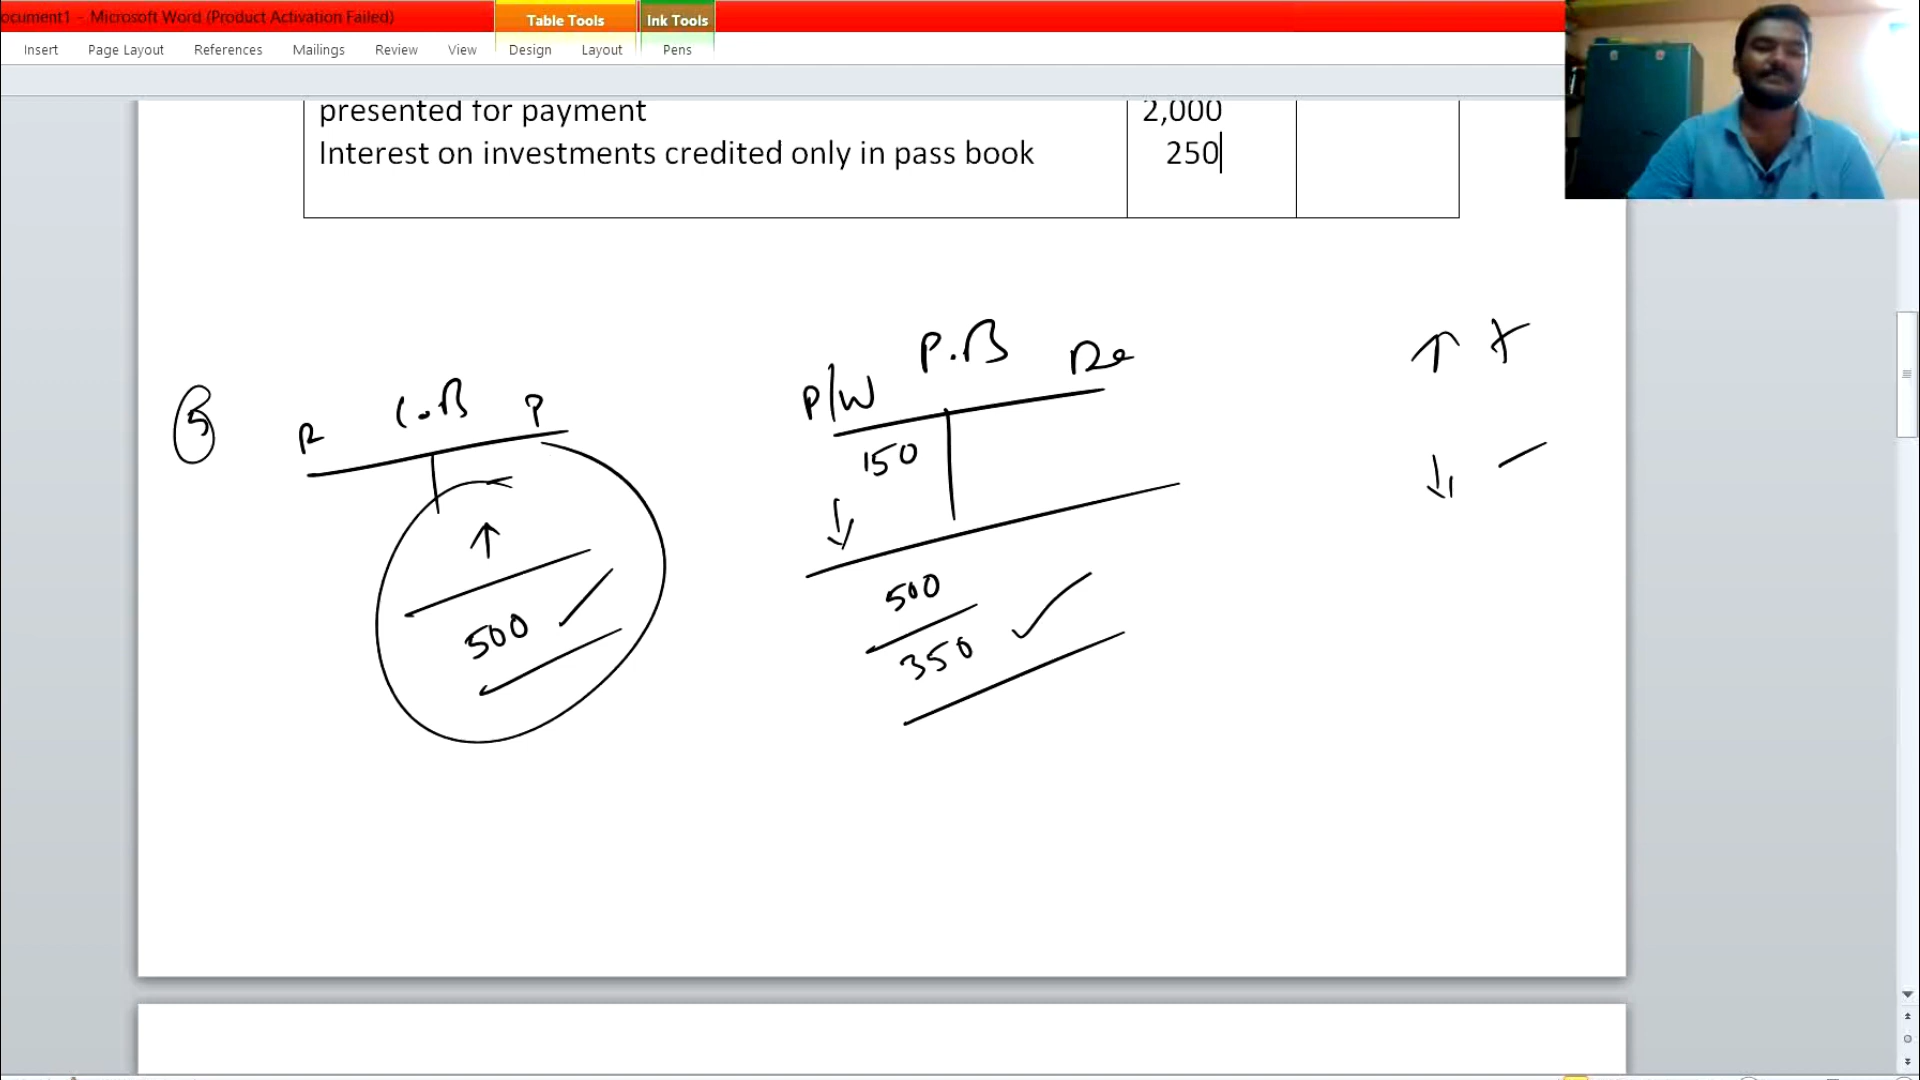 ocument1 - Microsoft Word (Product Activation Failed)
Table Tools
Ink Tools
Insert Page Layout References Mailings Review View Design Layout Pens
presented for payment 2,000
Interest on investments credited only in pass book 250
P.B
C.B P
R
P/W
5
150
500
500
350
+